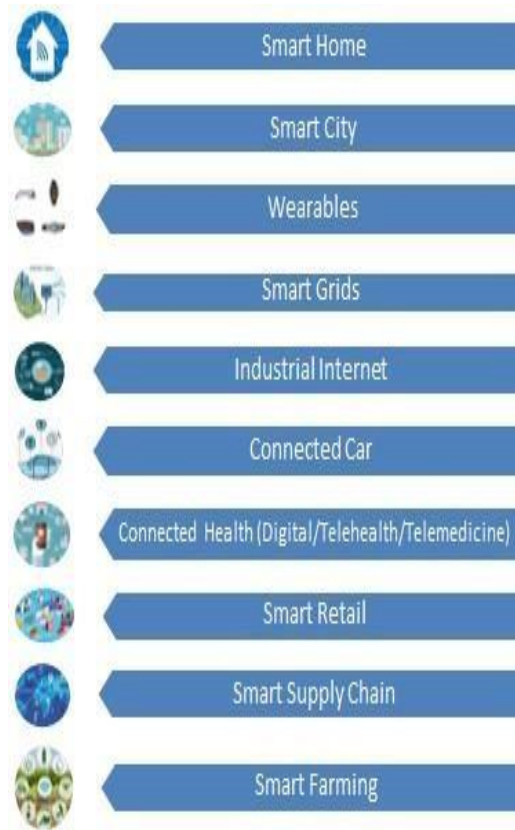 Smart Home
Smart City
Wearables
Smart Grids
Industrial Internet
Connected Car
Connected Health (Digital/Telehealth/Telemedicine)
Smart Retail
Smart Supply Chain
Smart Farming